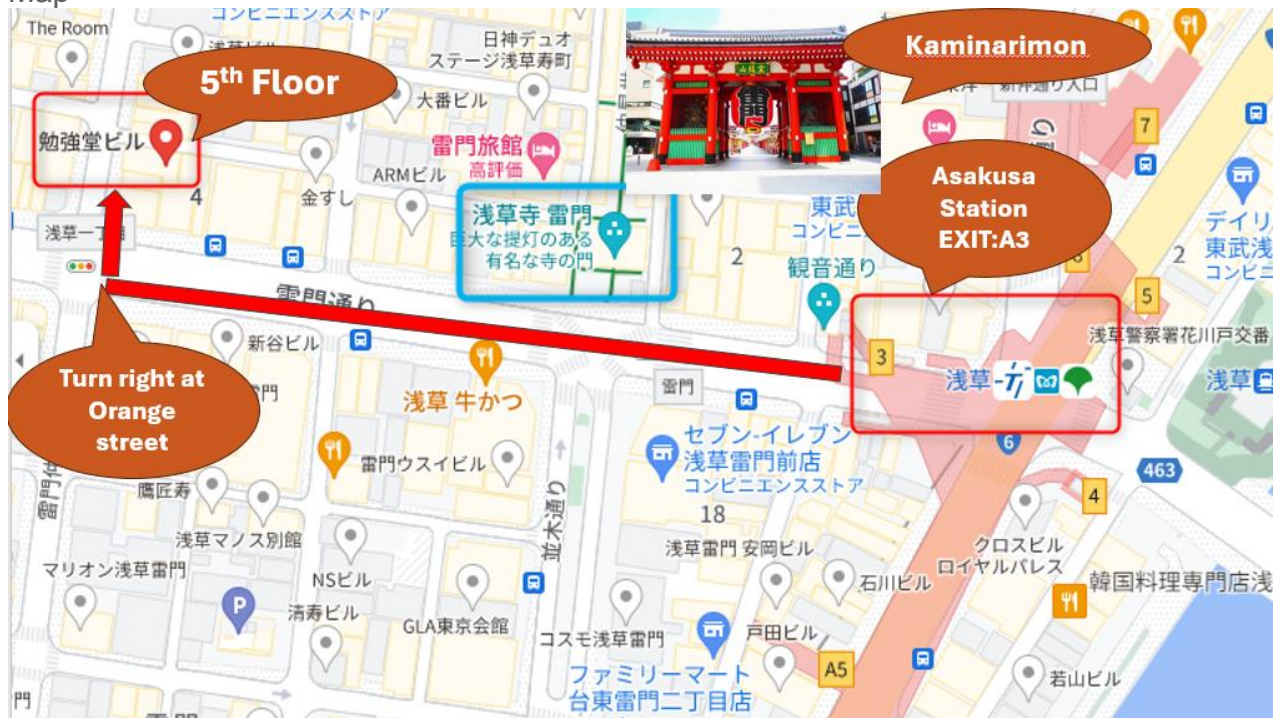 Map
The Room
コンビニエンスストア
5th Floor
日神デュオ
ステージ浅草寿町
大番ビル
Kaminarimon
新仲通り入口
7
勉強堂ビル
雷門旅館
高評価
ARMビル
金すし
4
浅草寺 雷門
巨大な提灯のある
有名な寺の門
Asakusa
Station
EXIT:A3
デイリ
東武浅
コンビニ
東武
コンビニ
2
観音通り
2
5
浅草一丁目
雷門通り
浅草警察署花川戸交番
3
浅草
浅草
新谷ビル
Turn right at
Orange
street
浅草 牛かつ
雷門
セブン-イレブン
浅草雷門前店
コンビニエンスストア
6
463
4
雷門ウスイビル
並木通り
鷹匠寿
18
浅草マノス別館
浅草雷門 安岡ビル
クロスビル
ロイヤルパレス
マリオン浅草雷門
NSビル
石川ビル
韓国料理専門店浅
P
清寿ビル
GLA東京会館
コスモ浅草雷門
戸田ビル
ファミリーマート
台東雷門二丁目店
A5
若山ビル
門